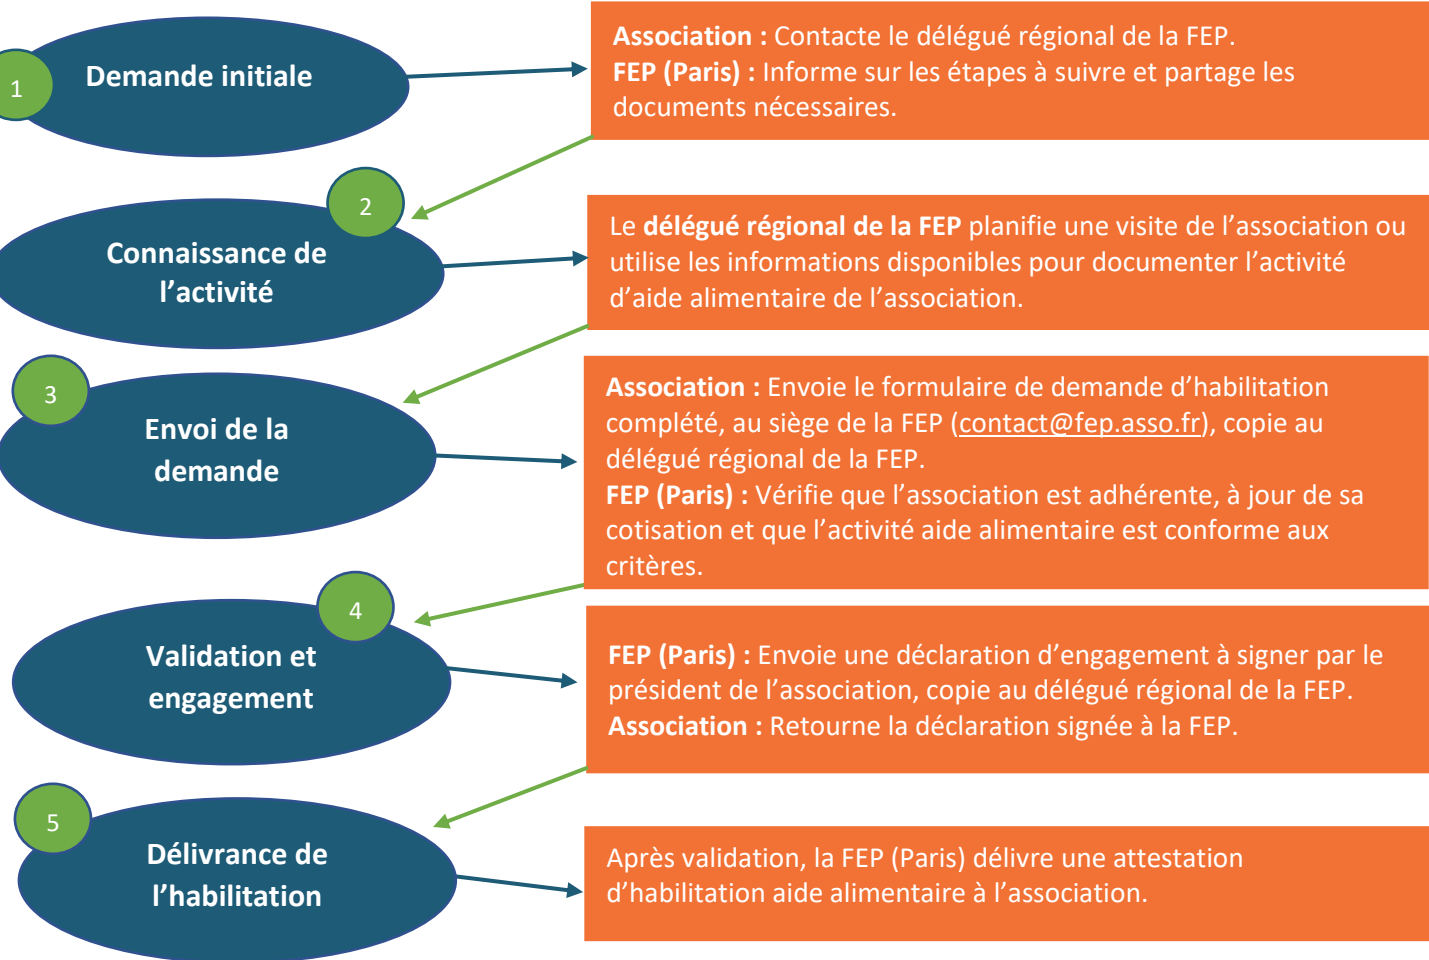 1
Demande initiale
Association : Contacte le délégué régional de la FEP.
FEP (Paris) : Informe sur les étapes à suivre et partage les
documents nécessaires.
2
Connaissance de
l’activité
Le délégué régional de la FEP planifie une visite de l’association ou
utilise les informations disponibles pour documenter l’activité
d’aide alimentaire de l’association.
3
Envoi de la
demande
Association : Envoie le formulaire de demande d’habilitation
complété, au siège de la FEP (contact@fep.asso.fr), copie au
délégué régional de la FEP.
FEP (Paris) : Vérifie que l’association est adhérente, à jour de sa
cotisation et que l’activité aide alimentaire est conforme aux
critères.
4
Validation et
engagement
FEP (Paris) : Envoie une déclaration d’engagement à signer par le
président de l’association, copie au délégué régional de la FEP.
Association : Retourne la déclaration signée à la FEP.
5
Délivrance de
l’habilitation
Après validation, la FEP (Paris) délivre une attestation
d’habilitation aide alimentaire à l’association.